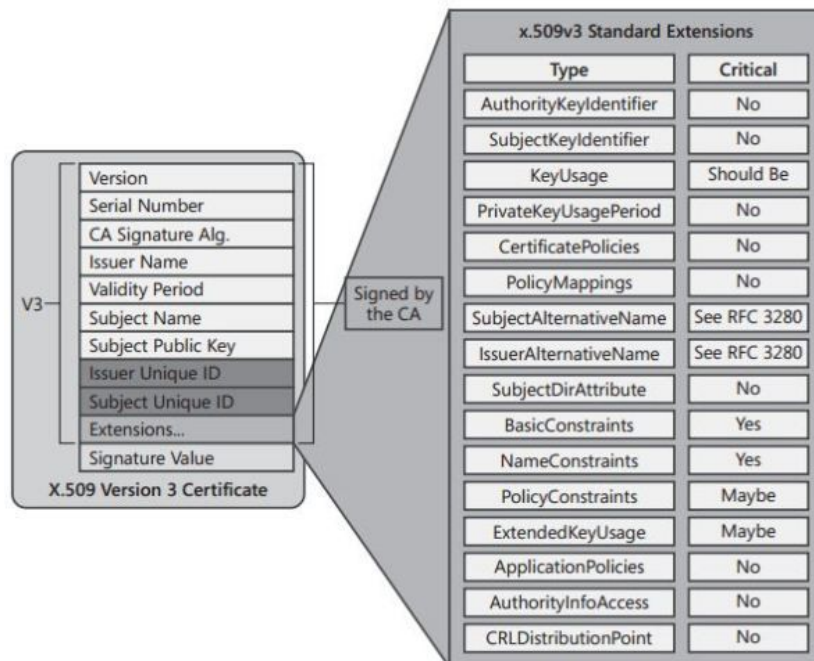 x.509v3 Standard Extensions
Type Critical
AuthorityKeyIdentifier No
SubjectKeyIdentifier No
KeyUsage Should Be
PrivateKeyUsagePeriod No
CertificatePolicies No
PolicyMappings No
SubjectAlternativeName See RFC 3280
IssuerAlternativeName See RFC 3280
SubjectDirAttribute No
BasicConstraints Yes
NameConstraints Yes
PolicyConstraints Maybe
ExtendedKeyUsage Maybe
ApplicationPolicies No
AuthorityInfoAccess No
CRLDistributionPoint No
V3
Version
Serial Number
CA Signature Alg.
Issuer Name
Validity Period
Subject Name
Subject Public Key
Issuer Unique ID
Subject Unique ID
Extensions...
Signature Value
X.509 Version 3 Certificate
Signed by
the CA